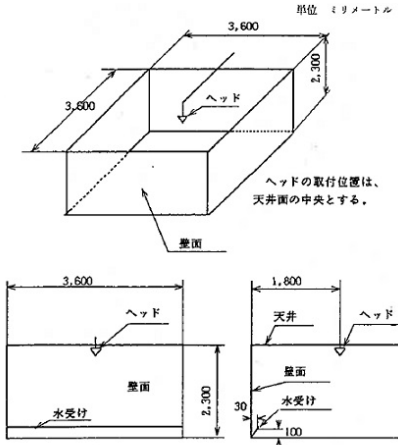 単位 ミリメートル
3,600
2,300
3,600
ヘッド
ヘッドの取付位置は、
天井面の中央とする。
壁面
3,600
ヘッド
壁面
2,300
水受け
1,800
天井
ヘッド
壁面
30
水受け
100